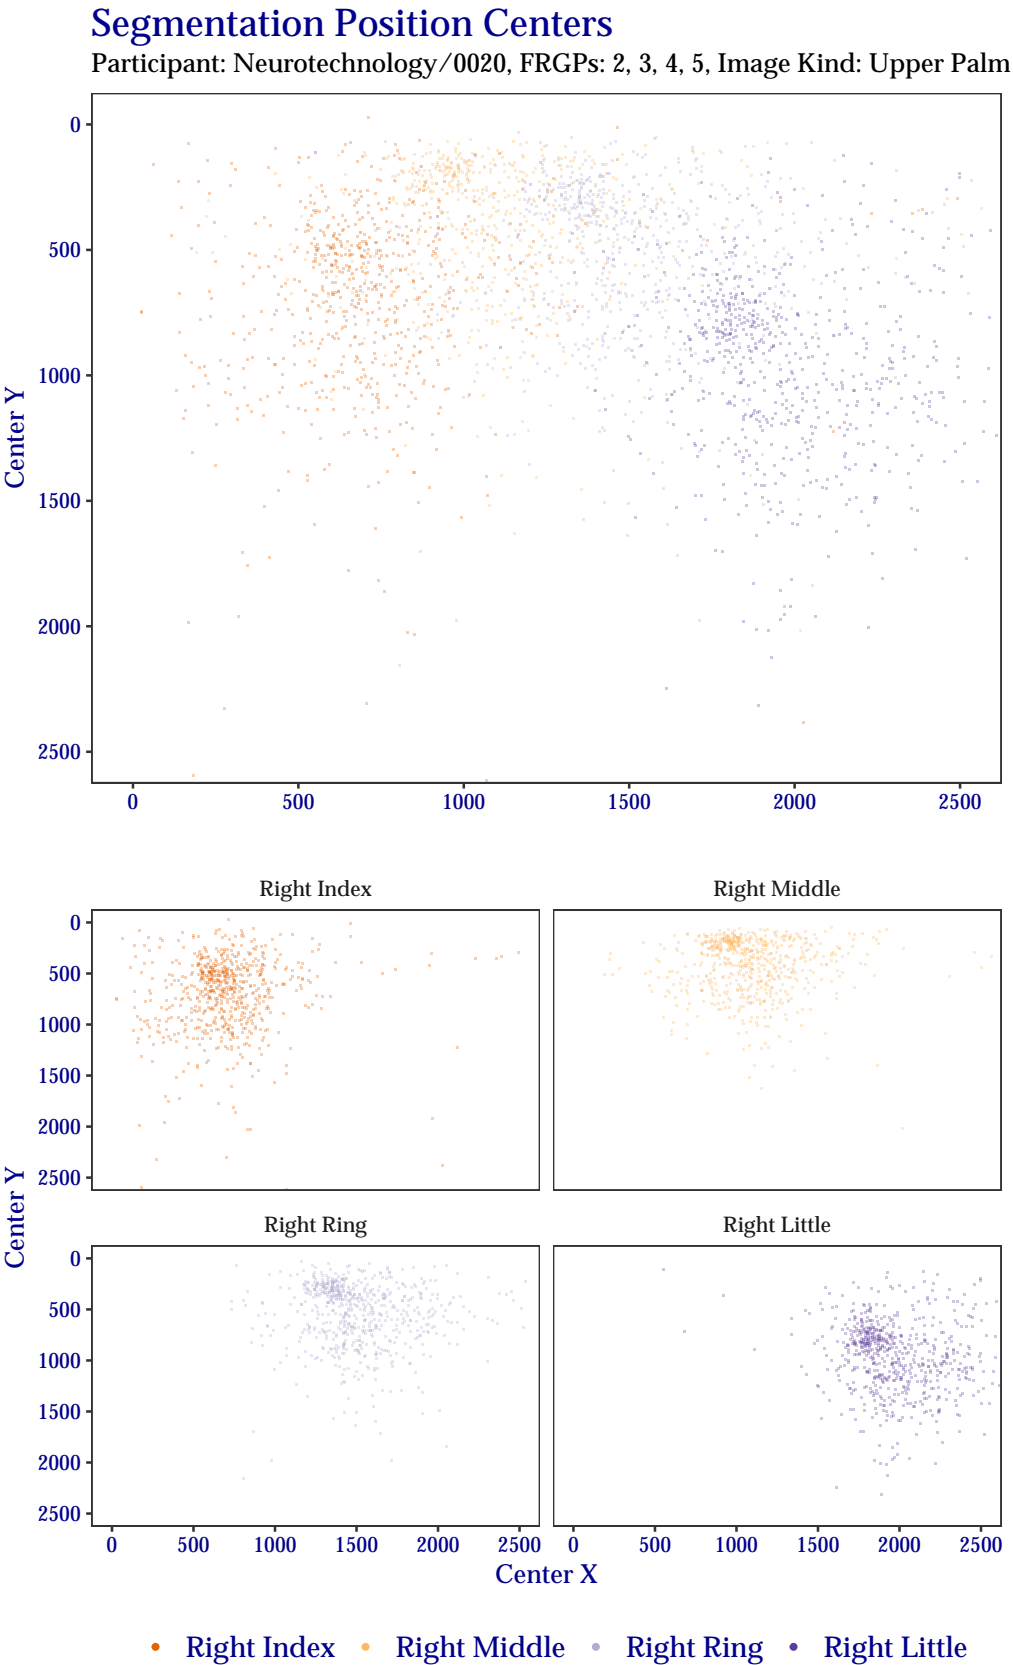 Segmentation Position Centers
Participant: Neurotechnology/0020, FRGPs: 2, 3, 4, 5, Image Kind: Upper Palm
Center Y
0
500
1000
1500
2000
2500
0 500 1000 1500 2000 2500
Right Index Right Middle
Center Y
0
500
1000
1500
2000
2500
Right Ring Right Little
0
500
1000
1500
2000
2500
0 500 1000 1500 2000 2500 0 500 1000 1500 2000 2500
Center X
Right Index Right Middle Right Ring Right Little